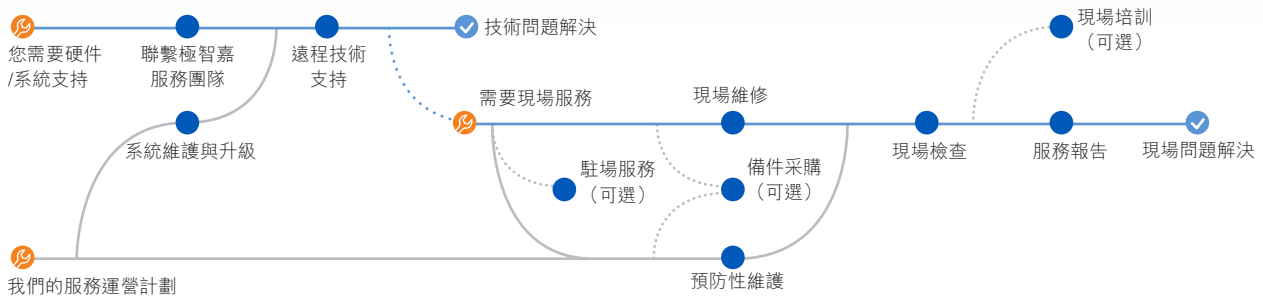 您需要硬件
/系統支持
聯繫極智嘉
服務團隊
遠程技術
支持
技術問題解決
現場培訓
（可選）
需要現場服務
現場維修
系統維護與升級
駐場服務
（可選）
備件采購
（可選）
現場檢查
服務報告
現場問題解決
我們的服務運營計劃
預防性維護